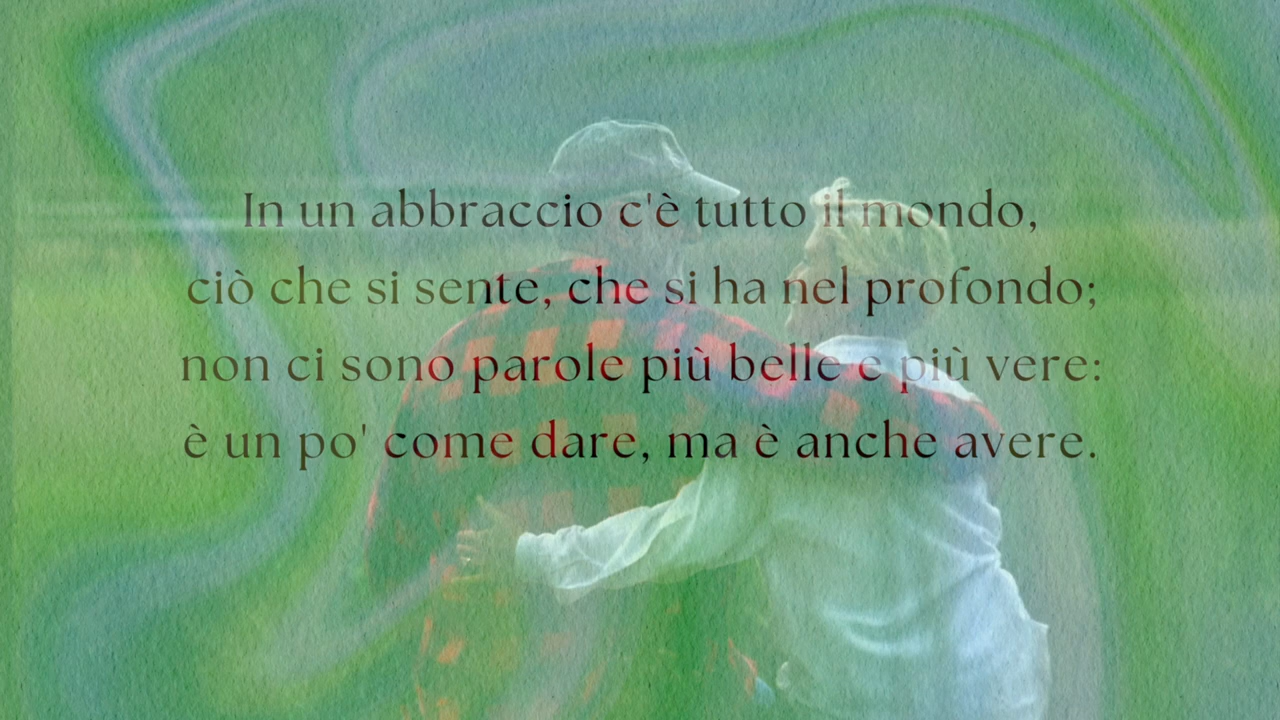 In un abbraccio c'è tutto il mondo,
ciò che si sente, che si ha nel profondo;
non ci sono parole più belle e più vere:
è un po' come dare, ma è anche avere.